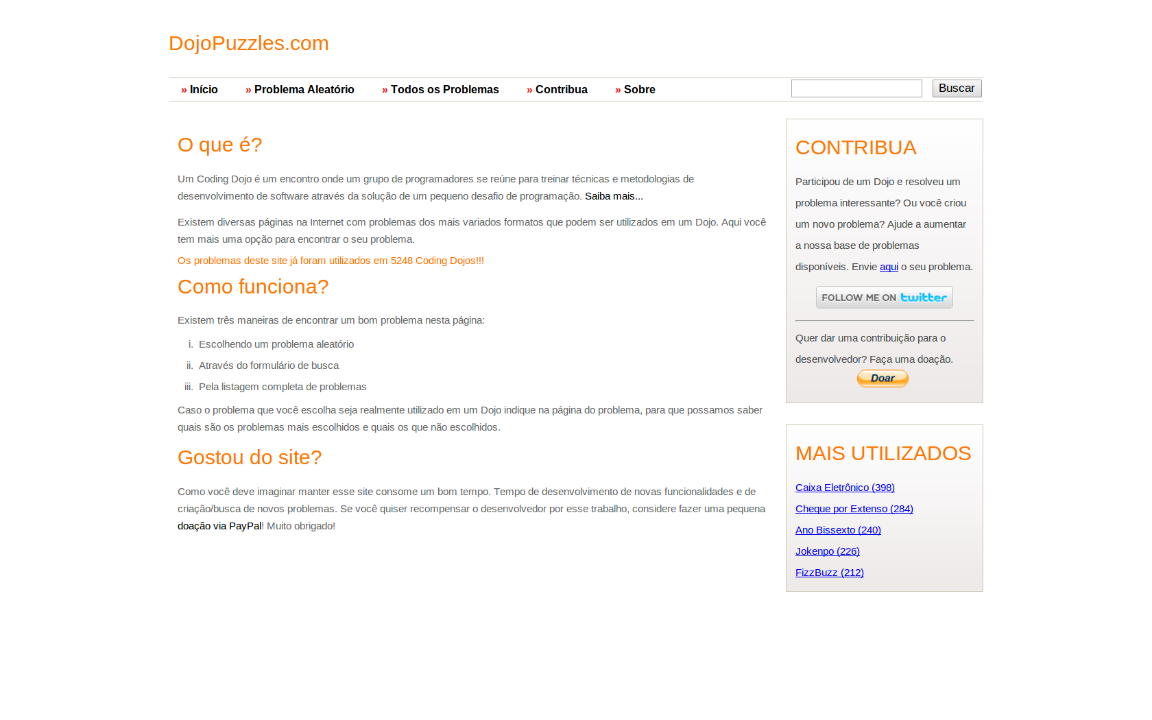 DojoPuzzles.com
» Início » Problema Aleatório » Todos os Problemas » Contribua » Sobre Buscar
O que é?
Um Coding Dojo é um encontro onde um grupo de programadores se reúne para treinar técnicas e metodologias de
desenvolvimento de software através da solução de um pequeno desafio de programação. Saiba mais...
Existem diversas páginas na Internet com problemas dos mais variados formatos que podem ser utilizados em um Dojo. Aqui você
tem mais uma opção para encontrar o seu problema.
Os problemas deste site já foram utilizados em 5248 Coding Dojos!!!
Como funciona?
Existem três maneiras de encontrar um bom problema nesta página:
i. Escolhendo um problema aleatório
ii. Através do formulário de busca
iii. Pela listagem completa de problemas
Caso o problema que você escolha seja realmente utilizado em um Dojo indique na página do problema, para que possamos saber
quais são os problemas mais escolhidos e quais os que não escolhidos.
Gostou do site?
Como você deve imaginar manter esse site consome um bom tempo. Tempo de desenvolvimento de novas funcionalidades e de
criação/busca de novos problemas. Se você quiser recompensar o desenvolvedor por esse trabalho, considere fazer uma pequena
doação via PayPal! Muito obrigado!
CONTRIBUA
Participou de um Dojo e resolveu um
problema interessante? Ou você criou
um novo problema? Ajude a aumentar
a nossa base de problemas
disponíveis. Envie aqui o seu problema.
FOLLOW ME ON twitter
Quer dar uma contribuição para o
desenvolvedor? Faça uma doação.
Doar
MAIS UTILIZADOS
Caixa Eletrônico (398)
Cheque por Extenso (284)
Ano Bissexto (240)
Jokenpo (226)
FizzBuzz (212)